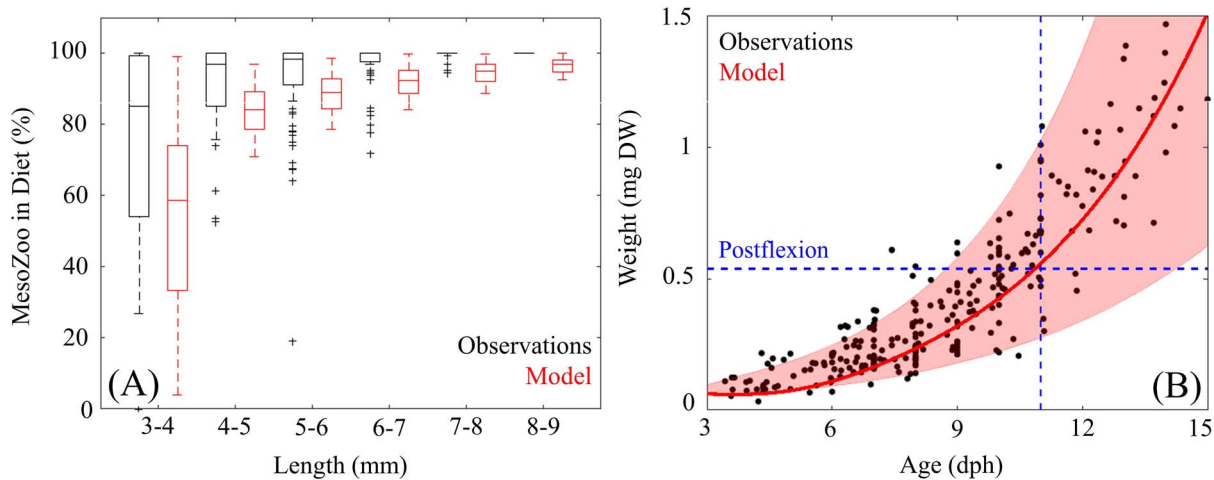 MesoZoo in Diet (%)
100
80
60
40
20
0
(A)
Observations
Model
3-4 4-5 5-6 6-7 7-8 8-9
Length (mm)
Weight (mg DW)
1.5
1
0.5
0
Observations
Model
Postflexion
(B)
3 6 9 12 15
Age (dph)